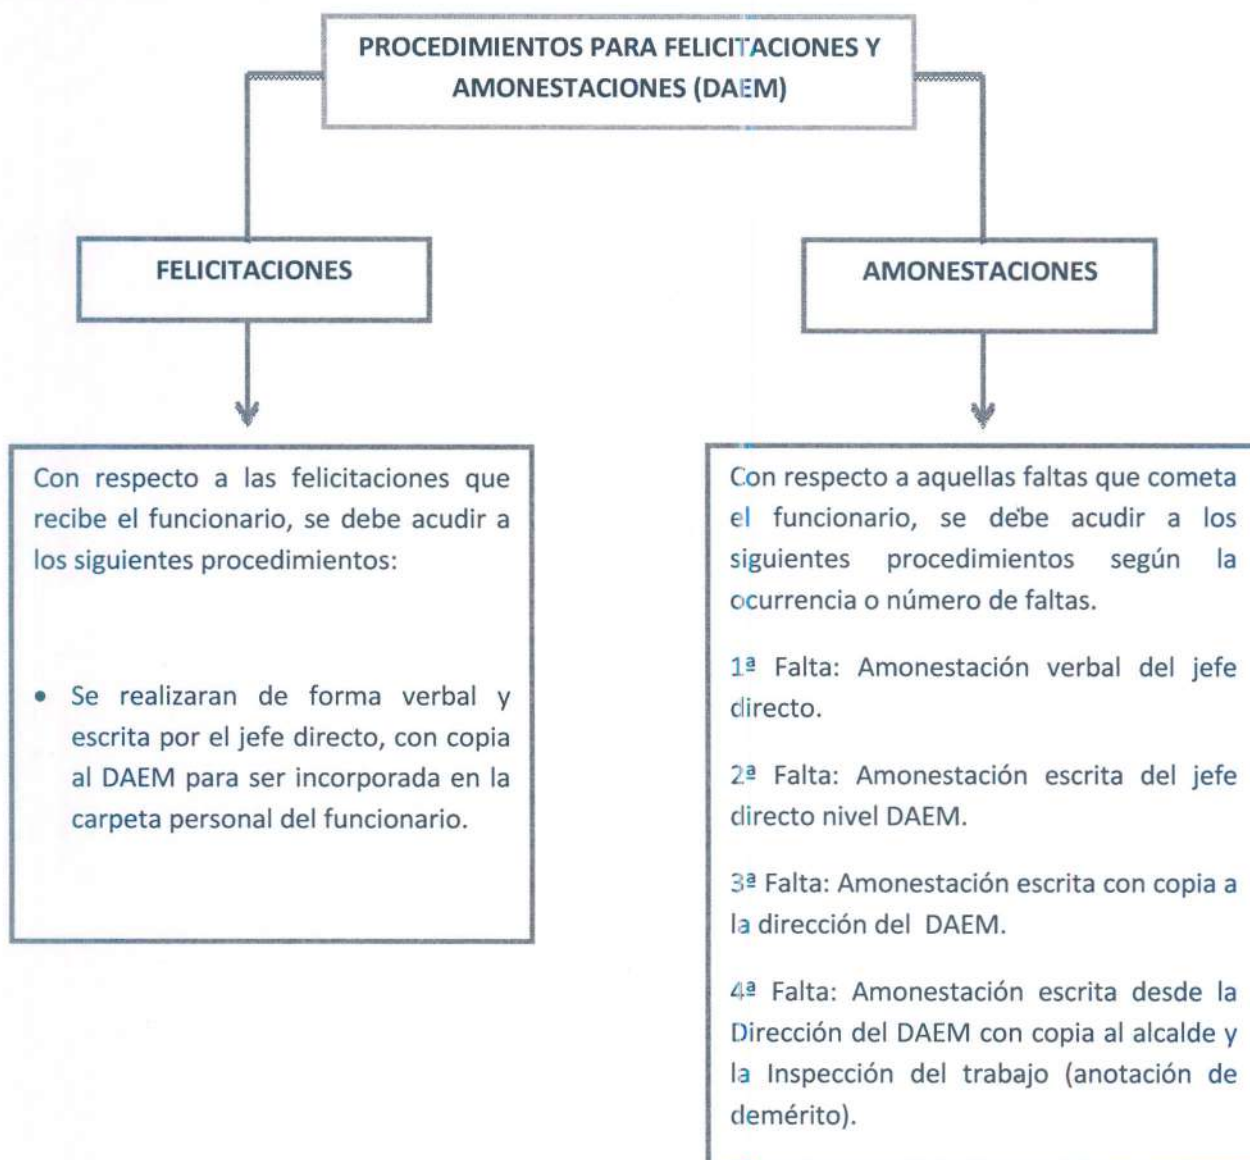 PROCEDIMIENTOS PARA FELICITACIONES Y
AMONESTACIONES (DAEM)
FELICITACIONES
Con respecto a las felicitaciones que
recibe el funcionario, se debe acudir a
los siguientes procedimientos:
• Se realizaran de forma verbal y
escrita por el jefe directo, con copia
al DAEM para ser incorporada en la
carpeta personal del funcionario.
AMONESTACIONES
Con respecto a aquellas faltas que cometa
el funcionario, se debe acudir a los
siguientes procedimientos según la
ocurrencia o número de faltas.
1ª Falta: Amonestación verbal del jefe
directo.
2ª Falta: Amonestación escrita del jefe
directo nivel DAEM.
3ª Falta: Amonestación escrita con copia a
la dirección del DAEM.
4ª Falta: Amonestación escrita desde la
Dirección del DAEM con copia al alcalde y
la Inspección del trabajo (anotación de
demérito).